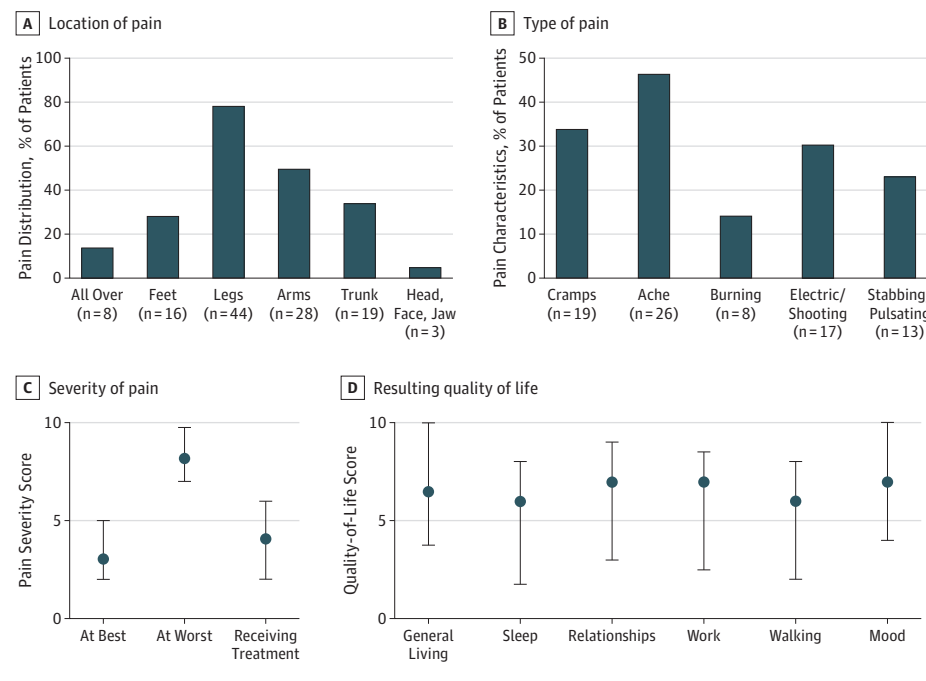 A Location of pain
Pain Distribution, % of Patients
100
80
60
40
20
0
All Over
(n=8)
Feet
(n=16)
Legs
(n=44)
Arms
(n=28)
Trunk
(n=19)
Head,
Face, Jaw
(n=3)
B Type of pain
Pain Characteristics, % of Patients
50
40
30
20
10
0
Cramps
(n=19)
Ache
(n=26)
Burning
(n=8)
Electric/
Shooting
(n=17)
Stabbing
Pulsating
(n=13)
C Severity of pain
Pain Severity Score
10
5
0
At Best
At Worst
Receiving
Treatment
D Resulting quality of life
Quality-of-Life Score
10
5
0
General
Living
Sleep
Relationships
Work
Walking
Mood